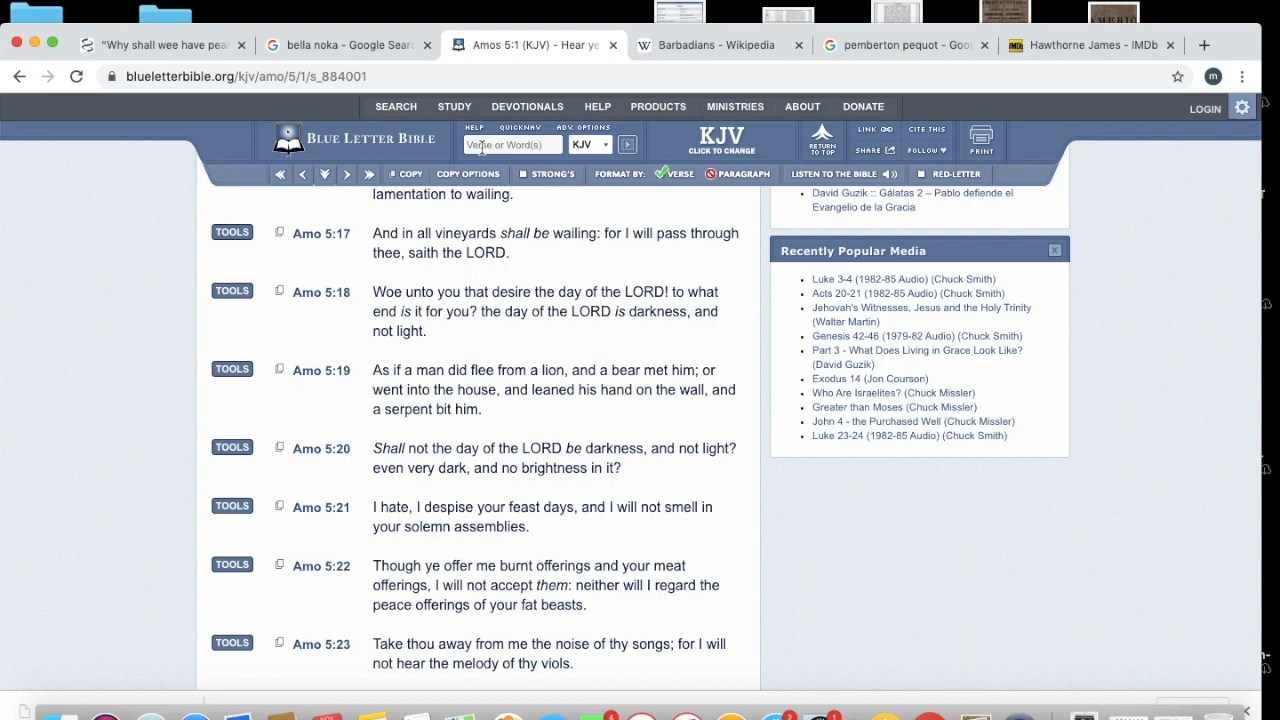 "Why shall wee have pea
bella noka - Google Sear
Amos 5:1 (KJV) - Hear ye
Barbadians - Wikipedia
pemberton pequot - Goo
Hawthorne James - IMDb
blueletterbible.org/kjv/amo/5/1/s_884001
m
SEARCH STUDY DEVOTIONALS HELP PRODUCTS MINISTRIES ABOUT DONATE
LOGIN
BLUE LETTER BIBLE
HELP QUICKNAV ADV. OPTIONS
Verse or Word(s) KJV
KJV
CLICK TO CHANGE
RETURN
TO TOP
LINK CITE THIS
SHARE FOLLOW
PRINT
COPY COPY OPTIONS STRONG'S FORMAT BY: VERSE PARAGRAPH LISTEN TO THE BIBLE RED-LETTER
lamentation to wailing.
TOOLS Amo 5:17 And in all vineyards shall be wailing: for I will pass through
thee, saith the LORD.
TOOLS Amo 5:18 Woe unto you that desire the day of the LORD! to what
end is it for you? the day of the LORD is darkness, and
not light.
TOOLS Amo 5:19 As if a man did flee from a lion, and a bear met him; or
went into the house, and leaned his hand on the wall, and
a serpent bit him.
TOOLS Amo 5:20 Shall not the day of the LORD be darkness, and not light?
even very dark, and no brightness in it?
TOOLS Amo 5:21 I hate, I despise your feast days, and I will not smell in
your solemn assemblies.
TOOLS Amo 5:22 Though ye offer me burnt offerings and your meat
offerings, I will not accept them: neither will I regard the
peace offerings of your fat beasts.
TOOLS Amo 5:23 Take thou away from me the noise of thy songs; for I will
not hear the melody of thy viols.
David Guzik :: Gálatas 2 – Pablo defiende el
Evangelio de la Gracia
Recently Popular Media
Luke 3-4 (1982-85 Audio) (Chuck Smith)
Acts 20-21 (1982-85 Audio) (Chuck Smith)
Jehovah's Witnesses, Jesus and the Holy Trinity
(Walter Martin)
Genesis 42-46 (1979-82 Audio) (Chuck Smith)
Part 3 - What Does Living in Grace Look Like?
(David Guzik)
Exodus 14 (Jon Courson)
Who Are Israelites? (Chuck Missler)
Greater than Moses (Chuck Missler)
John 4 - the Purchased Well (Chuck Missler)
Luke 23-24 (1982-85 Audio) (Chuck Smith)